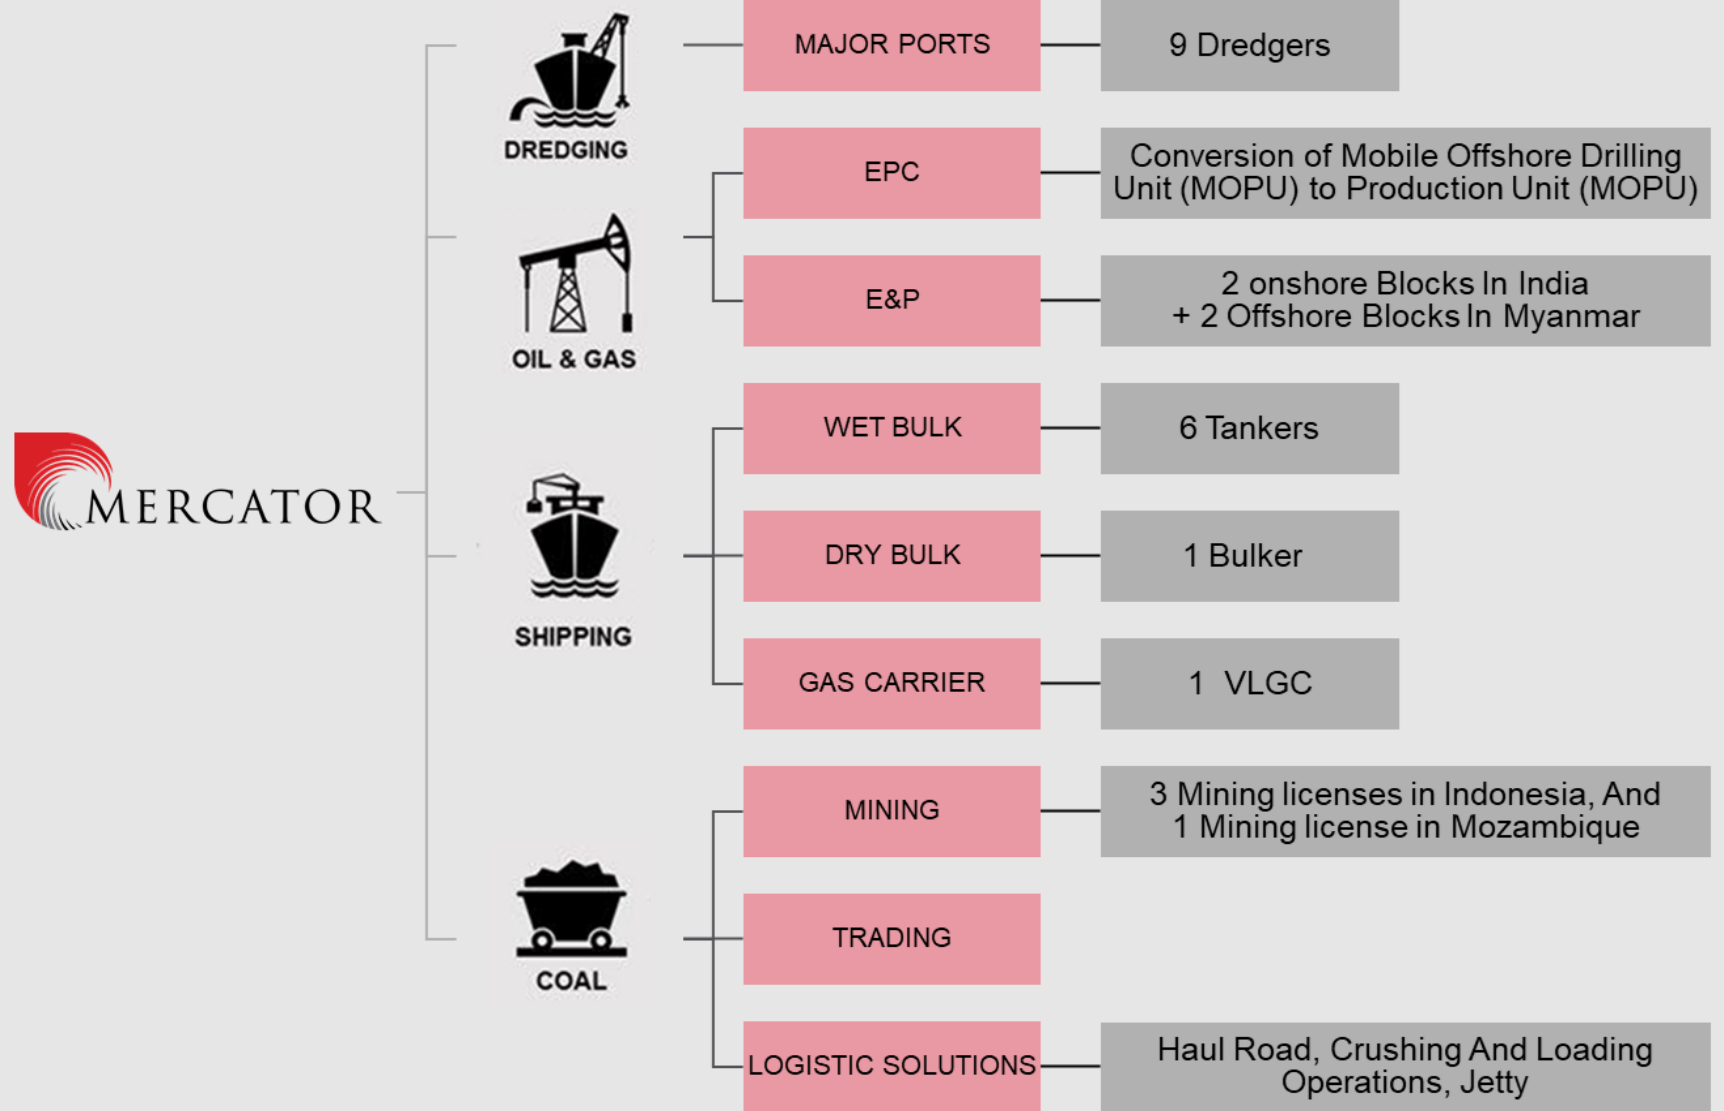 MERCATOR
DREDGING
MAJOR PORTS
9 Dredgers
OIL & GAS
EPC
Conversion of Mobile Offshore Drilling
Unit (MOPU) to Production Unit (MOPU)
E&P
2 onshore Blocks In India
+ 2 Offshore Blocks In Myanmar
SHIPPING
WET BULK
6 Tankers
DRY BULK
1 Bulker
GAS CARRIER
1 VLGC
COAL
MINING
3 Mining licenses in Indonesia, And
1 Mining license in Mozambique
TRADING
LOGISTIC SOLUTIONS
Haul Road, Crushing And Loading
Operations, Jetty